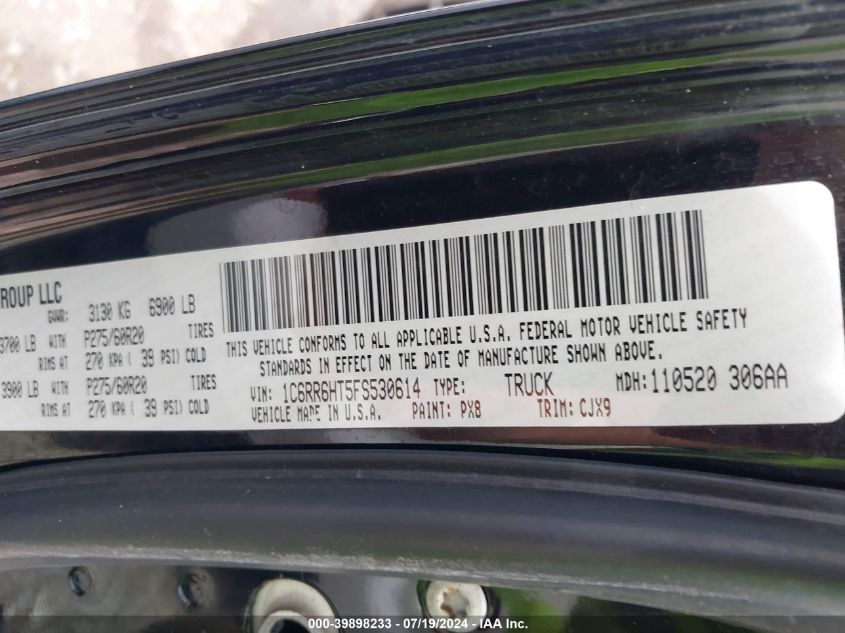 ROUP LLC
GVWR: 3130 KG 6900 LB
3700 LB WITH P275/60R20 TIRES
RIMS AT 270 KPA ( 39 PSI) COLD
3900 LB WITH P275/60R20 TIRES
RIMS AT 270 KPA ( 39 PSI) COLD
THIS VEHICLE CONFORMS TO ALL APPLICABLE U.S.A. FEDERAL MOTOR VEHICLE SAFETY
STANDARDS IN EFFECT ON THE DATE OF MANUFACTURE SHOWN ABOVE.
VIN: 1C6RR6HT5FS530614 TYPE: TRUCK MDH: 110520 306AA
VEHICLE MADE IN U.S.A. PAINT: PX8 TRIM: CJX9
000-39898233 - 07/19/2024 - IAA Inc.